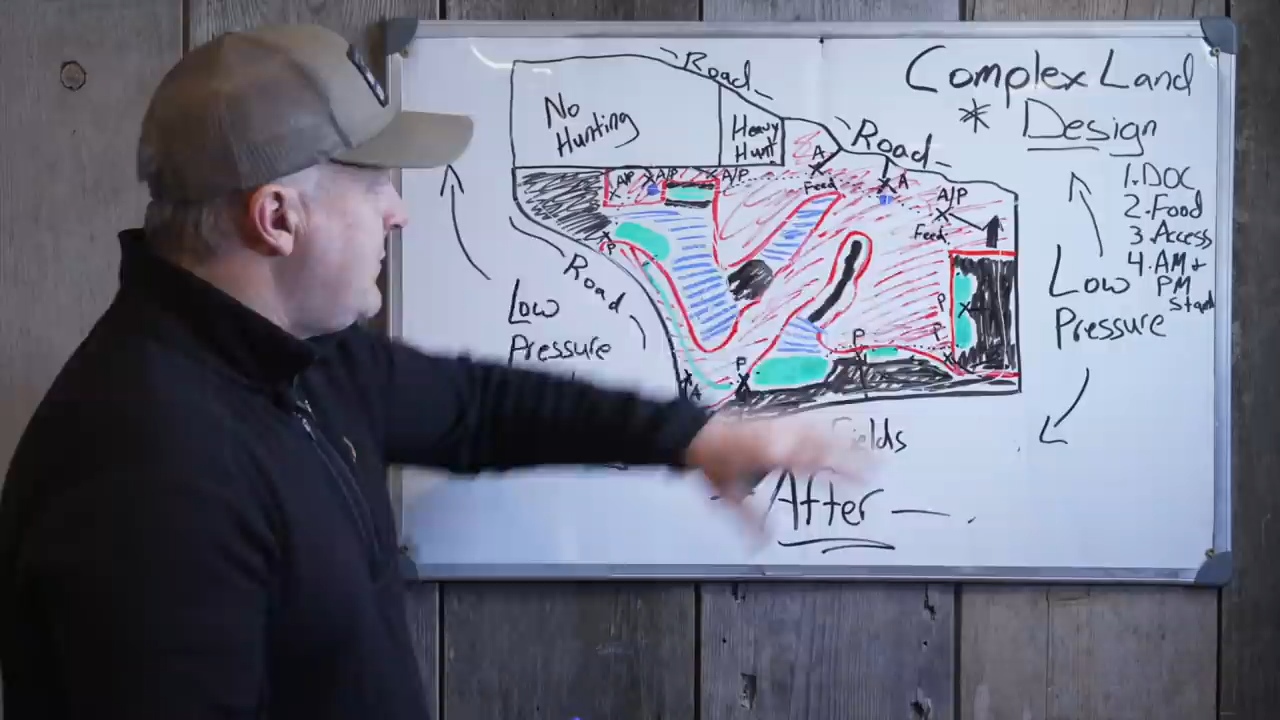 Complex Land
* Design
1. DOC
2. Food
3. Access
4. AM +
PM
Road
No
Hunting
Heavy
Hunt
Road
A/P
A/P
A/P
A
Feed
A
A/P
Feed
P
Road
Low
Pressure
P
P
P
P
A
Low
Pressure
Fields
After